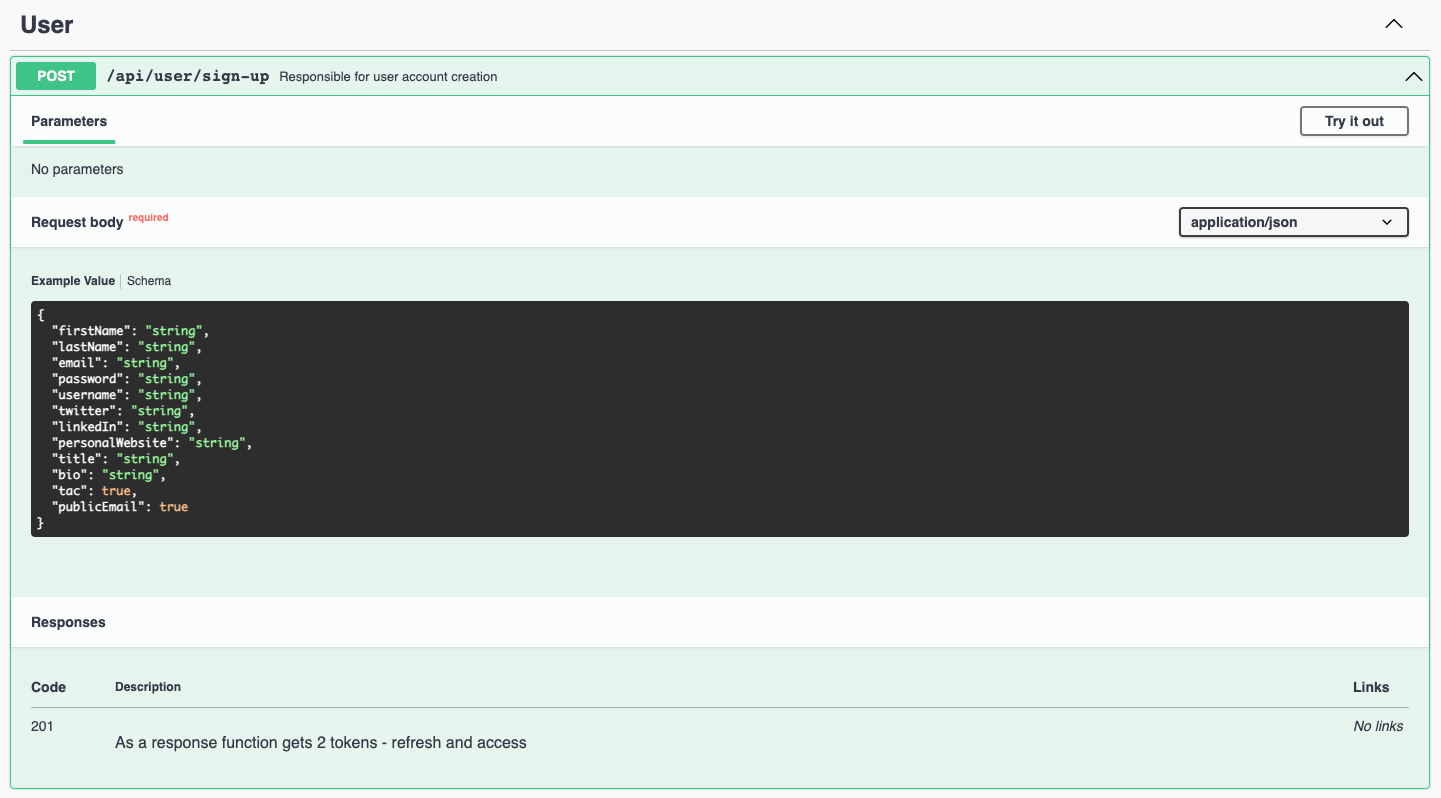 User
POST /api/user/sign-up Responsible for user account creation
Parameters
Try it out
No parameters
Request body required
application/json
Example Value Schema
{
  "firstName": "string",
  "lastName": "string",
  "email": "string",
  "password": "string",
  "username": "string",
  "twitter": "string",
  "linkedIn": "string",
  "personalWebsite": "string",
  "title": "string",
  "bio": "string",
  "tac": true,
  "publicEmail": true
}
Responses
Code Description Links
201 As a response function gets 2 tokens - refresh and access No links